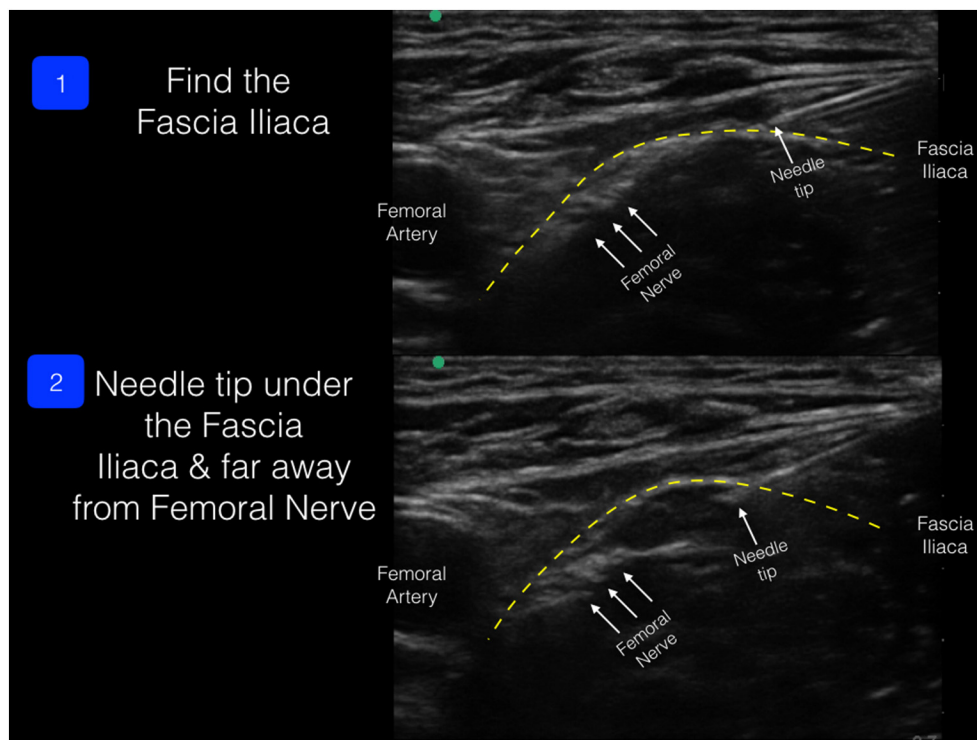 1
Find the
Fascia Iliaca
Femoral
Artery
Needle
tip
Fascia
Iliaca
Femoral
Nerve
2
Needle tip under
the Fascia
Iliaca & far away
from Femoral Nerve
Femoral
Artery
Needle
tip
Fascia
Iliaca
Femoral
Nerve